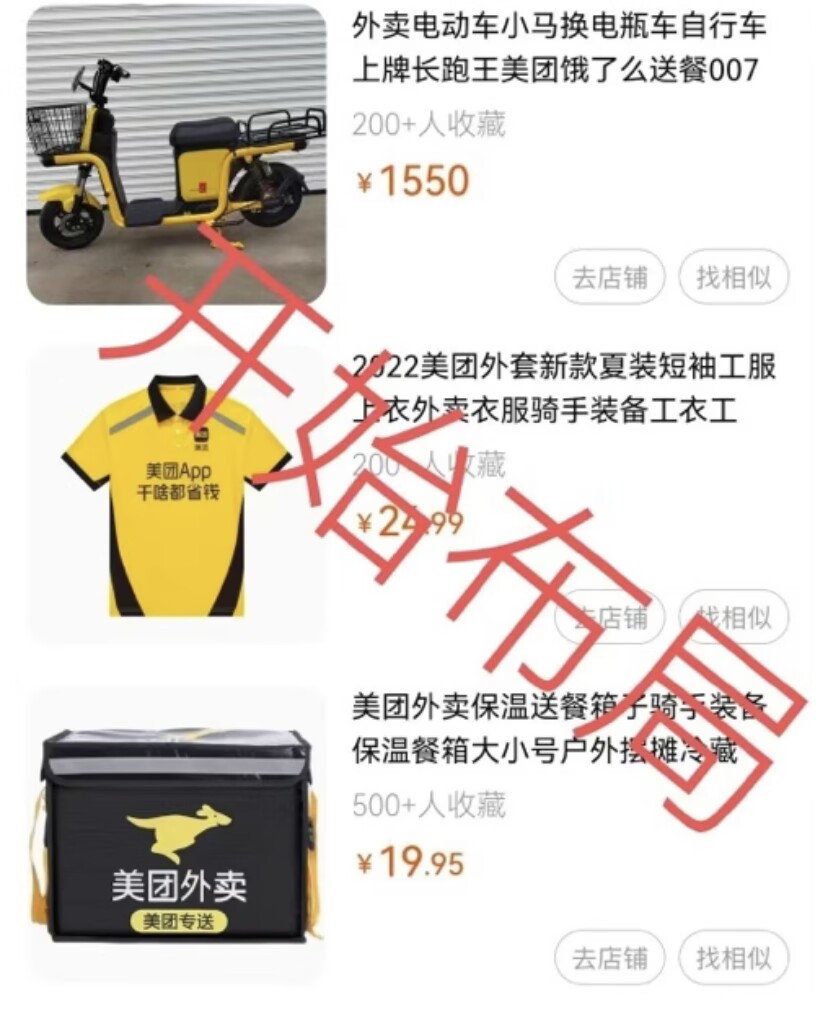 外卖电动车小马换电瓶车自行车
上牌长跑王美团饿了么送餐007
200+人收藏
￥1550
去店铺
找相似
2022美团外套新款夏装短袖工服
上衣外卖衣服骑手装备工衣工
200+人收藏
￥24.99
去店铺
找相似
美团App
干啥都省钱
美团外卖保温送餐箱子骑手装备
保温餐箱大小号户外摆摊冷藏
500+人收藏
￥19.95
去店铺
找相似
美团外卖
美团专送
开始布局